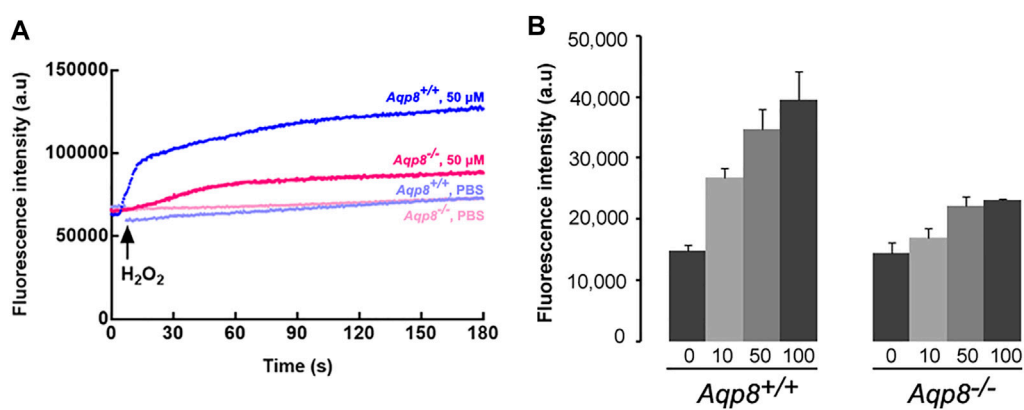 A
Fluorescence intensity (a.u)
150000
100000
50000
0
Aqp8+/+, 50 µM
Aqp8-/-, 50 µM
Aqp8+/+, PBS
Aqp8-/-, PBS
H₂O₂
0 30 60 90 120 150 180
Time (s)
B
Fluorescence intensity (a.u)
50,000
40,000
30,000
20,000
10,000
0
0 10 50 100 0 10 50 100
Aqp8+/+ Aqp8-/-